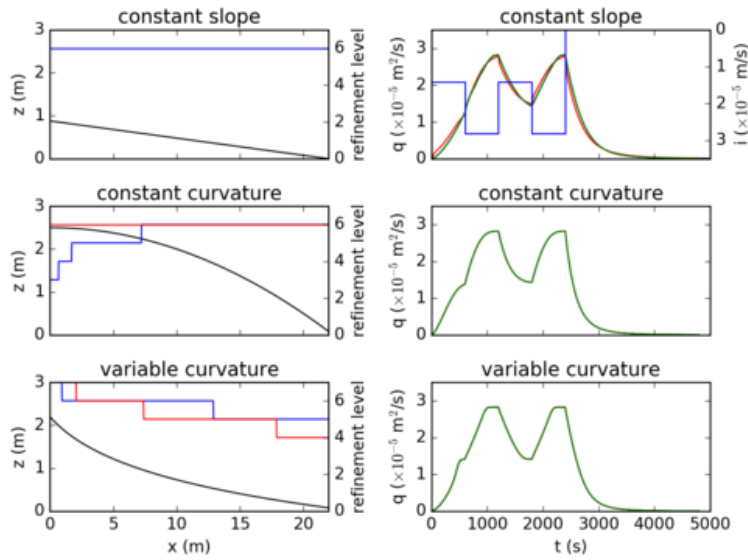 constant slope
constant slope
z (m)
3
2
1
0
refinement level
6
4
2
0
q (×10⁻⁵ m²/s)
3
2
1
0
i (×10⁻⁵ m/s)
0
1
2
3
constant curvature
constant curvature
z (m)
3
2
1
0
refinement level
6
4
2
0
q (×10⁻⁵ m²/s)
3
2
1
0
variable curvature
variable curvature
z (m)
3
2
1
0
refinement level
6
4
2
0
q (×10⁻⁵ m²/s)
3
2
1
0
0 5 10 15 20
x (m)
0 1000 2000 3000 4000 5000
t (s)